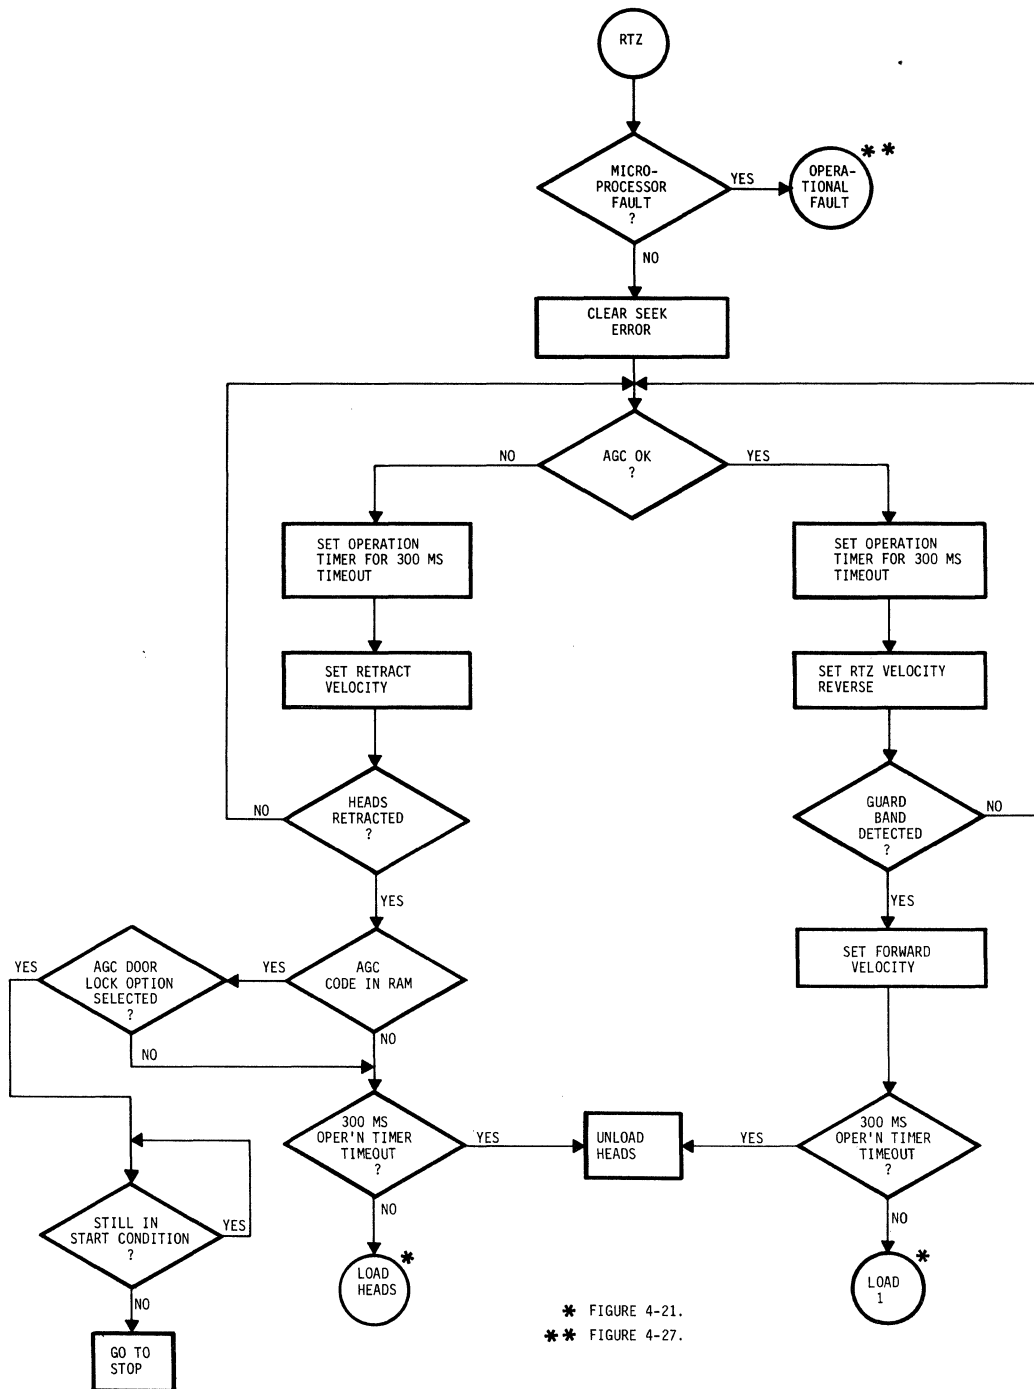 RTZ
MICRO-
PROCESSOR
FAULT
?
YES
OPERA-
TIONAL
FAULT
**
NO
CLEAR SEEK
ERROR
AGC OK
?
NO
YES
SET OPERATION
TIMER FOR 300 MS
TIMEOUT
SET OPERATION
TIMER FOR 300 MS
TIMEOUT
SET RETRACT
VELOCITY
SET RTZ VELOCITY
REVERSE
HEADS
RETRACTED
?
NO
GUARD
BAND
DETECTED
?
NO
YES
YES
SET FORWARD
VELOCITY
AGC
CODE IN RAM
YES
AGC DOOR
LOCK OPTION
SELECTED
?
YES
NO
NO
300 MS
OPER'N TIMER
TIMEOUT
?
YES
UNLOAD
HEADS
YES
300 MS
OPER'N TIMER
TIMEOUT
?
NO
NO
STILL IN
START CONDITION
?
YES
NO
LOAD
HEADS
*
LOAD
1
*
GO TO
STOP
* FIGURE 4-21.
** FIGURE 4-27.